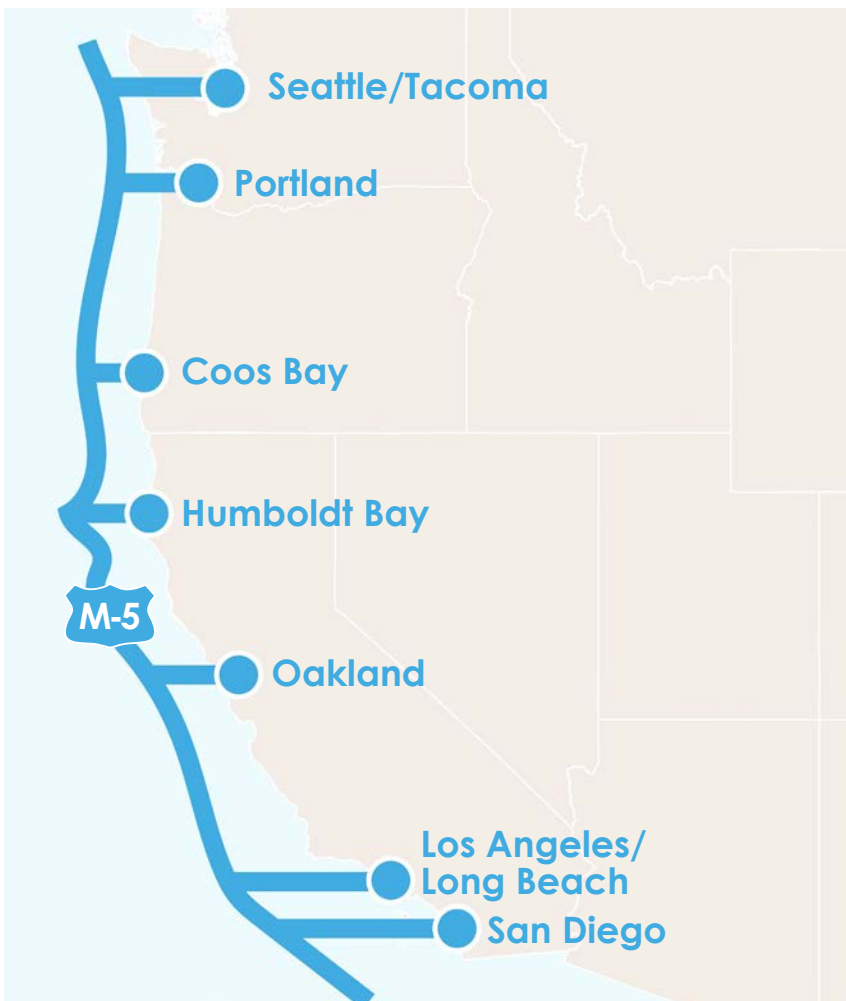 Seattle/Tacoma
Portland
Coos Bay
Humboldt Bay
M-5
Oakland
Los Angeles/
Long Beach
San Diego